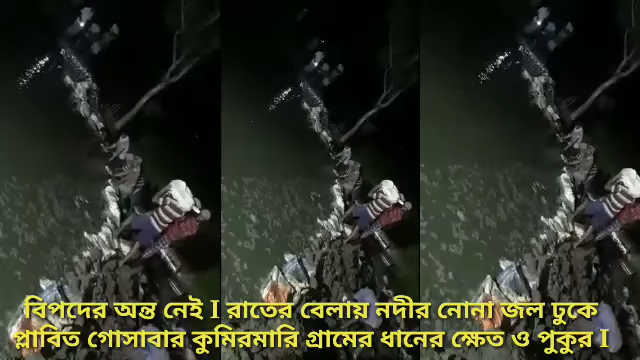 বিপদের অন্ত নেই I রাতের বেলায় নদীর নোনা জল ঢুকে
প্লাবিত গোসাবার কুমিরমারি গ্রামের ধানের ক্ষেত ও পুকুর I